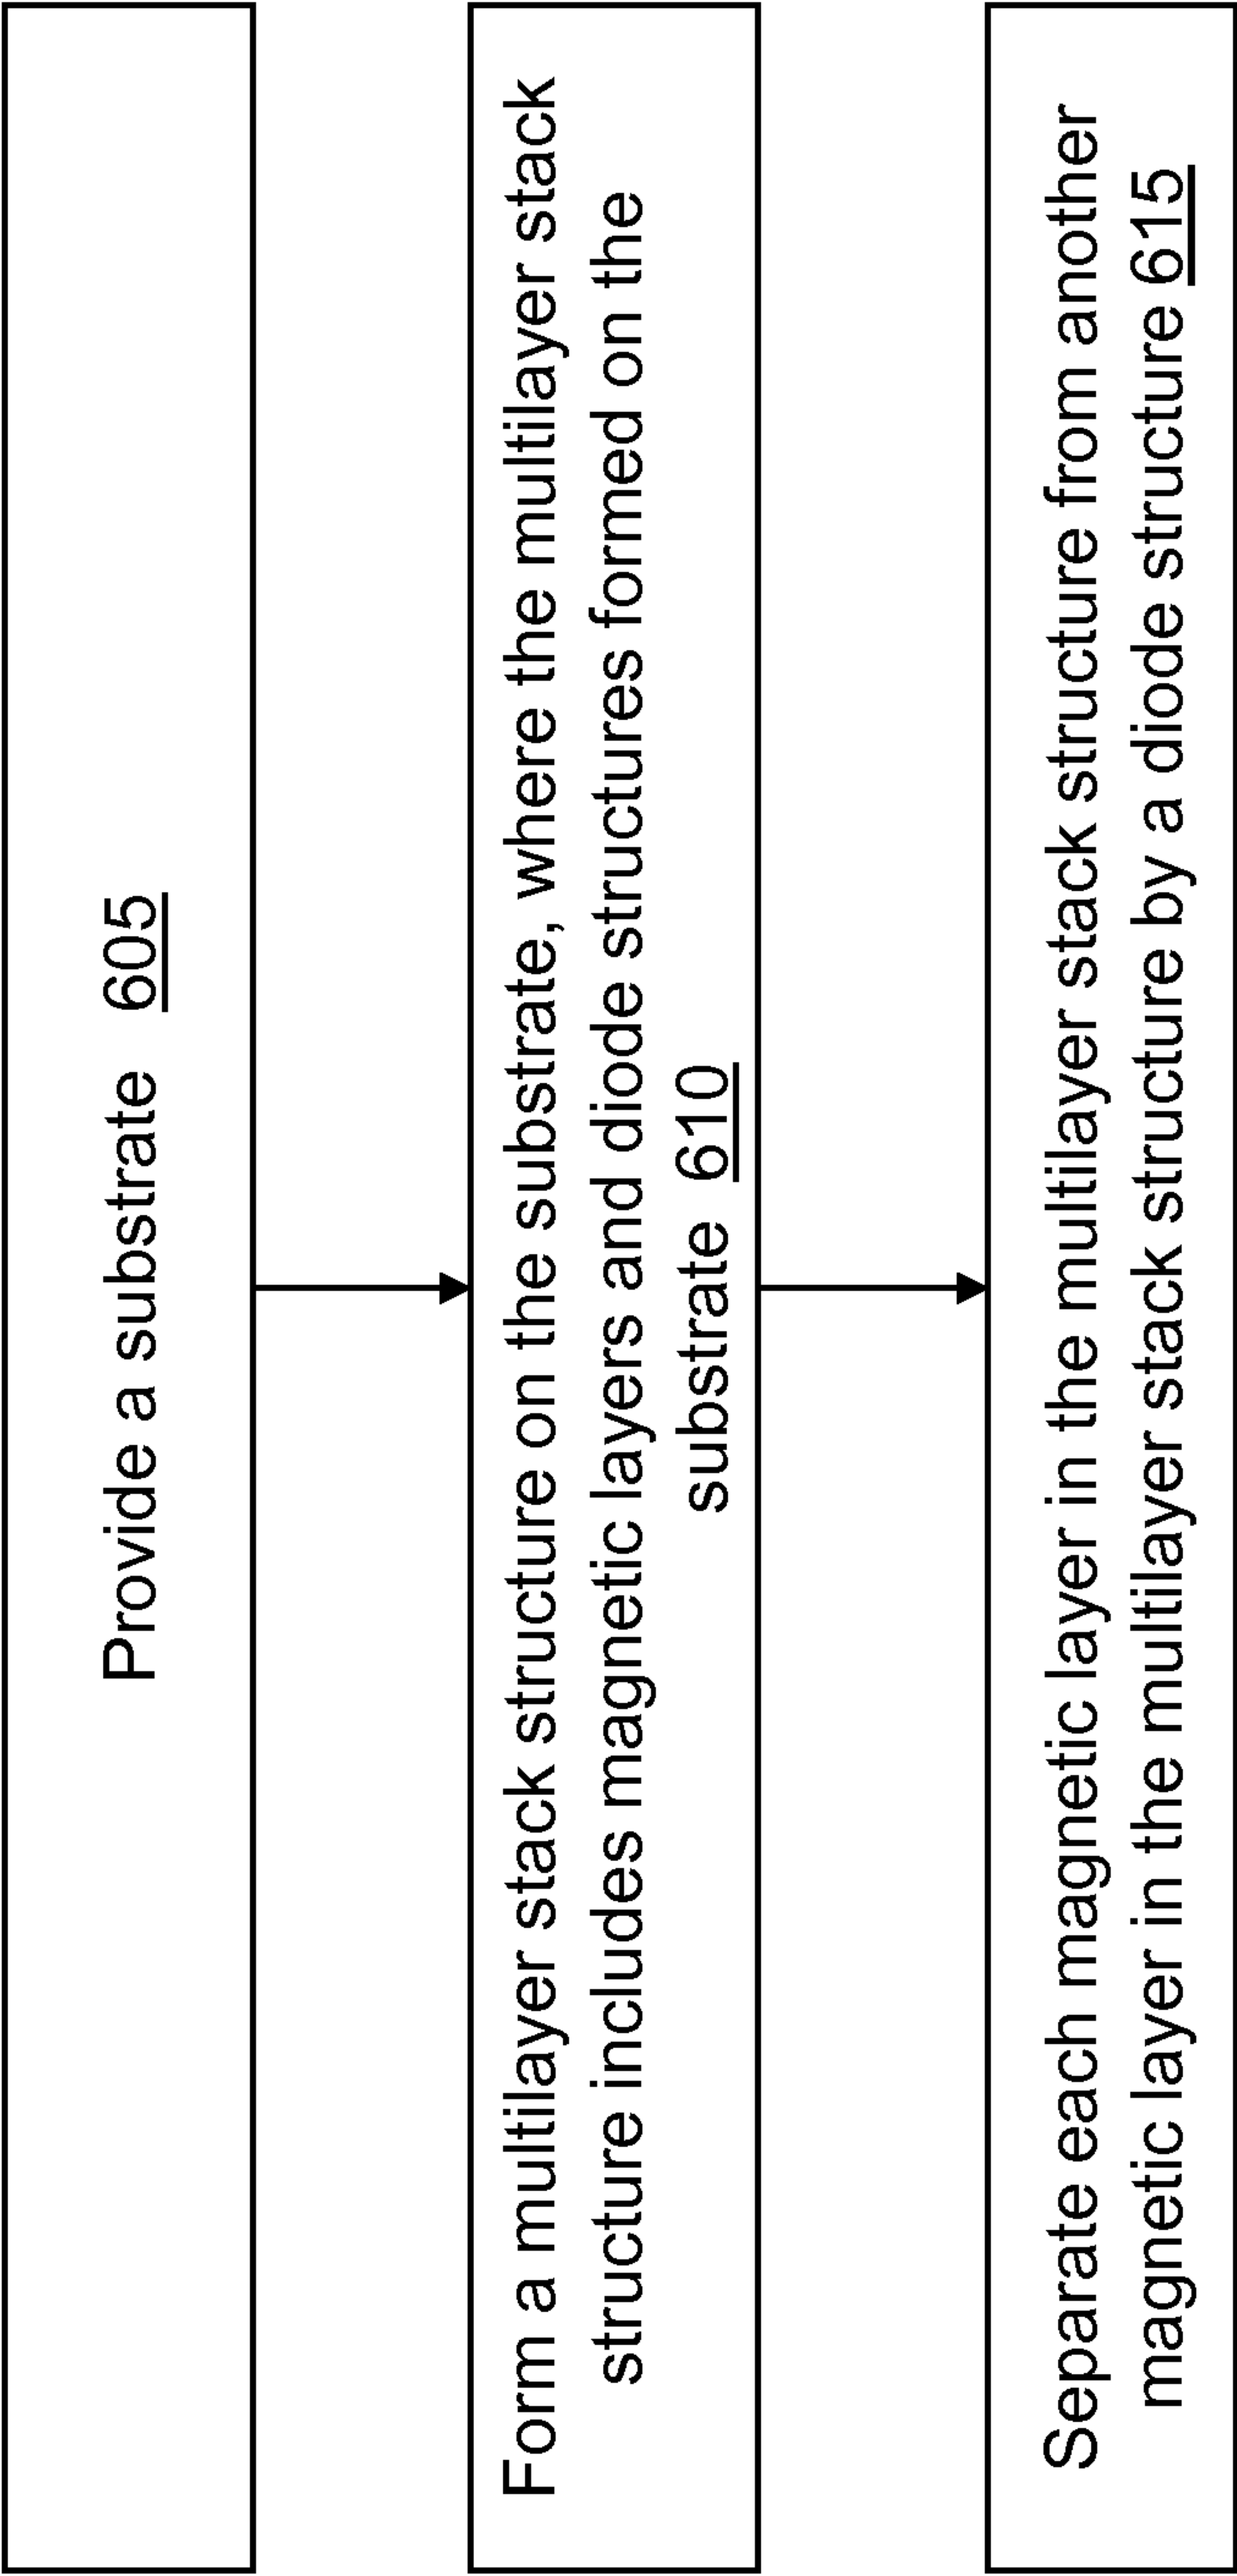 Provide a substrate 605
Form a multilayer stack structure on the substrate, where the multilayer stack
structure includes magnetic layers and diode structures formed on the
substrate 610
Separate each magnetic layer in the multilayer stack structure from another
magnetic layer in the multilayer stack structure by a diode structure 615